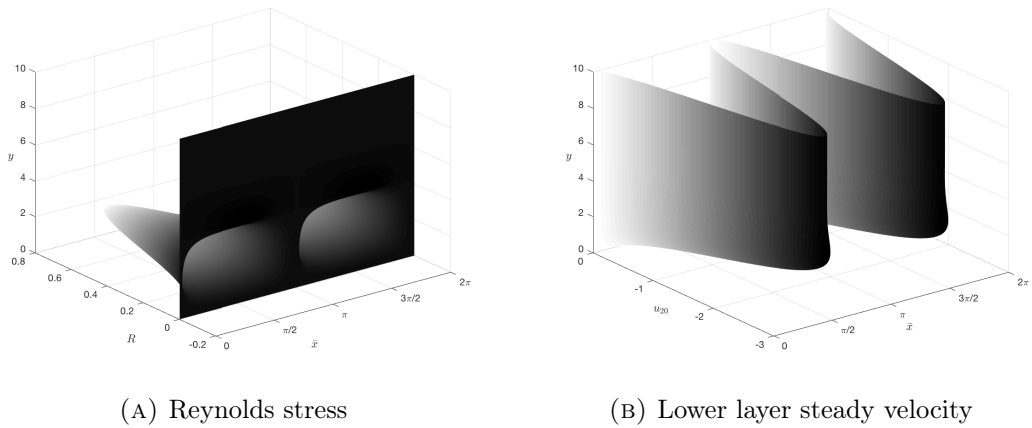 10
8
6
y
4
2
0
0.8
0.6
0.4
R
0.2
0
-0.2
0
π/2
x̄
π
3π/2
2π
10
8
6
y
4
2
0
0
-1
u₂₀
-2
-3
0
π/2
x̄
π
3π/2
2π
(A) Reynolds stress
(B) Lower layer steady velocity